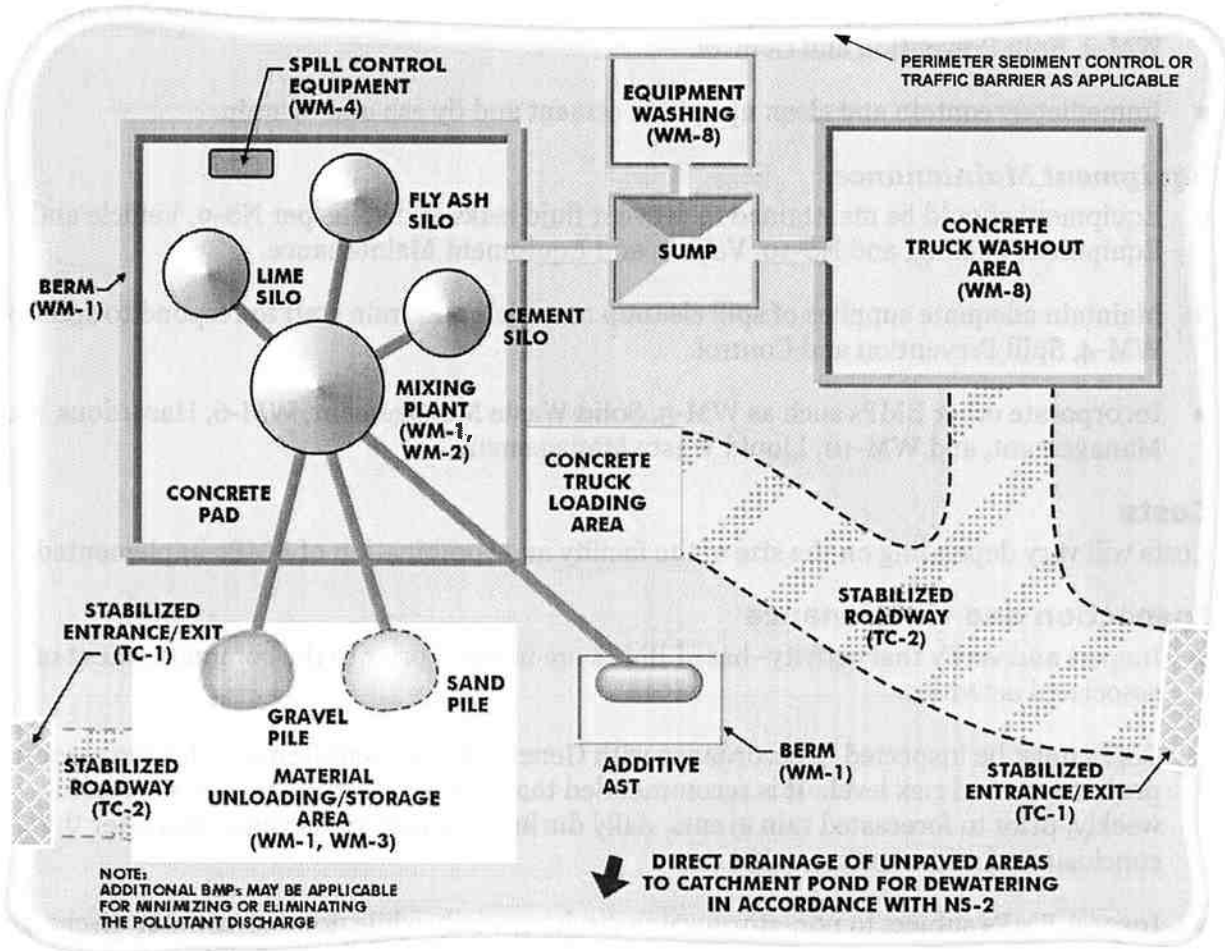 PERIMETER SEDIMENT CONTROL OR
TRAFFIC BARRIER AS APPLICABLE
SPILL CONTROL
EQUIPMENT
(WM-4)
EQUIPMENT
WASHING
(WM-8)
FLY ASH
SILO
SUMP
CONCRETE
TRUCK WASHOUT
AREA
(WM-8)
LIME
SILO
BERM
(WM-1)
CEMENT
SILO
MIXING
PLANT
(WM-1,
WM-2)
CONCRETE
TRUCK
LOADING
AREA
CONCRETE
PAD
STABILIZED
ROADWAY
(TC-2)
STABILIZED
ENTRANCE/EXIT
(TC-1)
SAND
PILE
GRAVEL
PILE
STABILIZED
ROADWAY
(TC-2)
MATERIAL
UNLOADING/STORAGE
AREA
(WM-1, WM-3)
ADDITIVE
AST
BERM
(WM-1)
STABILIZED
ENTRANCE/EXIT
(TC-1)
NOTE:
ADDITIONAL BMPs MAY BE APPLICABLE
FOR MINIMIZING OR ELIMINATING
THE POLLUTANT DISCHARGE
DIRECT DRAINAGE OF UNPAVED AREAS
TO CATCHMENT POND FOR DEWATERING
IN ACCORDANCE WITH NS-2